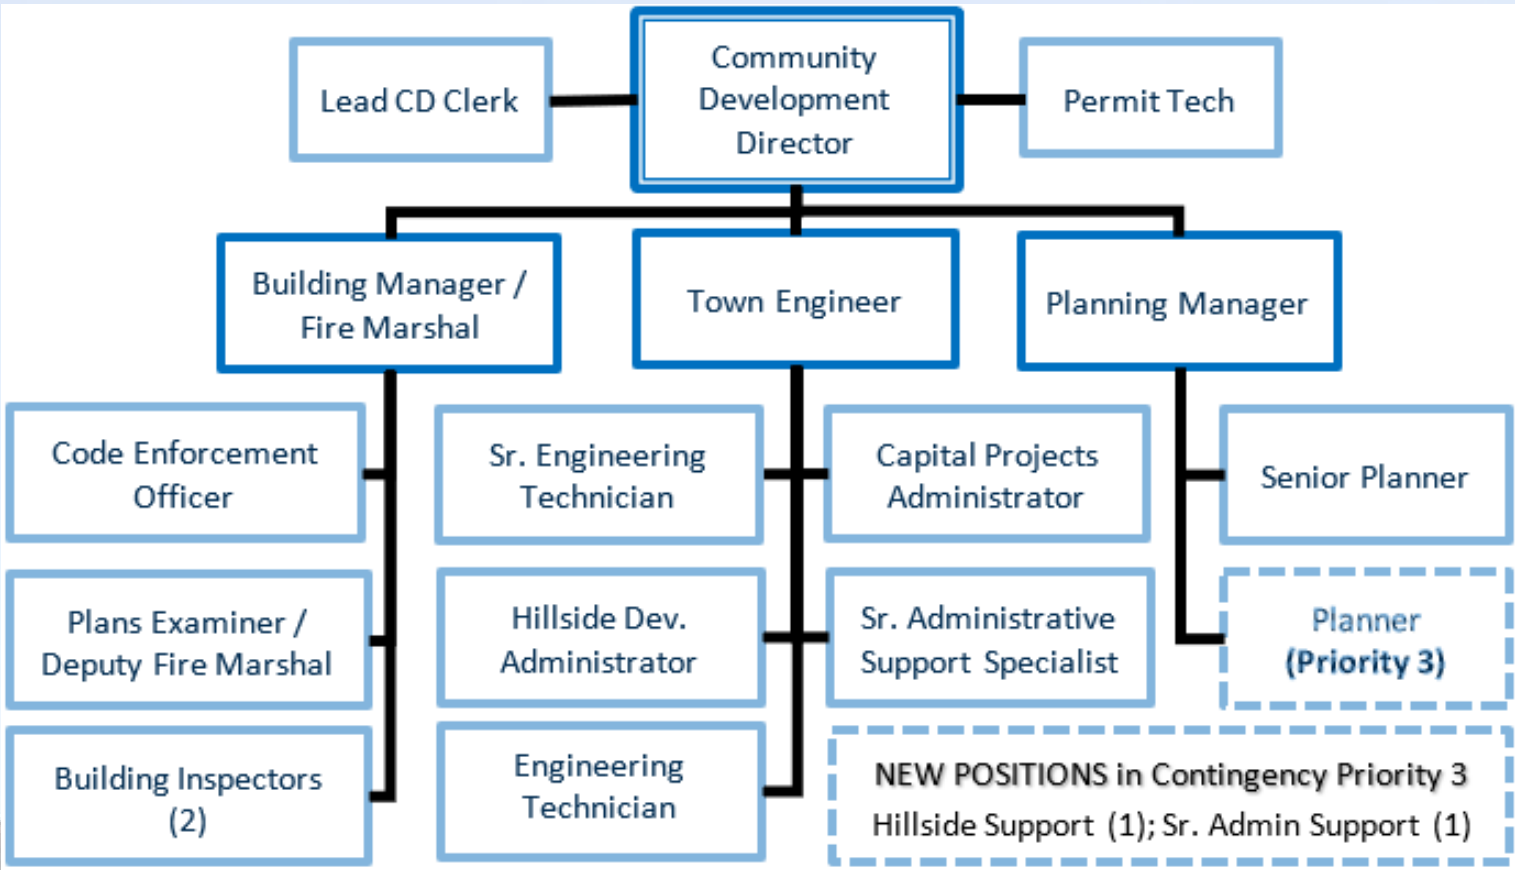 Lead CD Clerk
Community
Development
Director
Permit Tech
Building Manager /
Fire Marshal
Town Engineer
Planning Manager
Code Enforcement
Officer
Sr. Engineering
Technician
Capital Projects
Administrator
Senior Planner
Plans Examiner /
Deputy Fire Marshal
Hillside Dev.
Administrator
Sr. Administrative
Support Specialist
Planner
(Priority 3)
Building Inspectors
(2)
Engineering
Technician
NEW POSITIONS in Contingency Priority 3
Hillside Support (1); Sr. Admin Support (1)